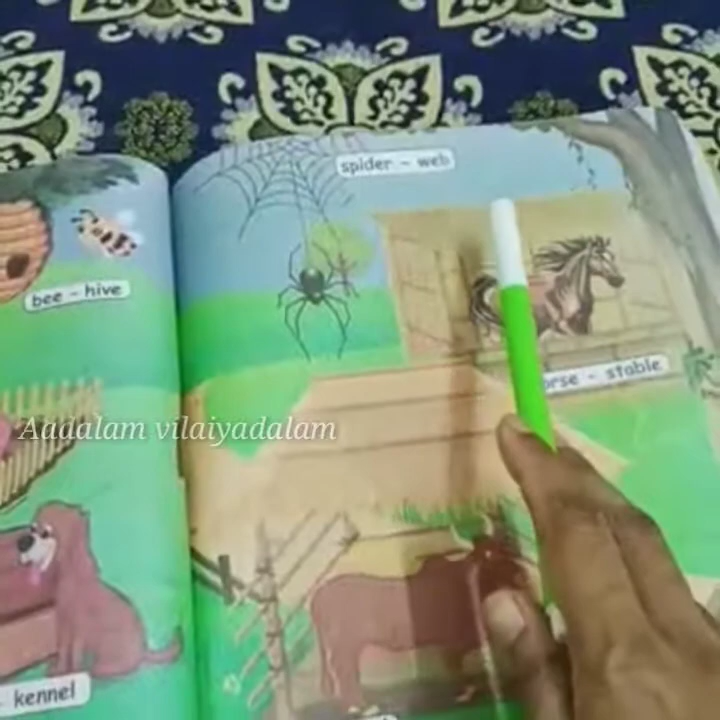 spider - web
bee - hive
orse - stable
Aadalam vilaiyadalam
- kennel